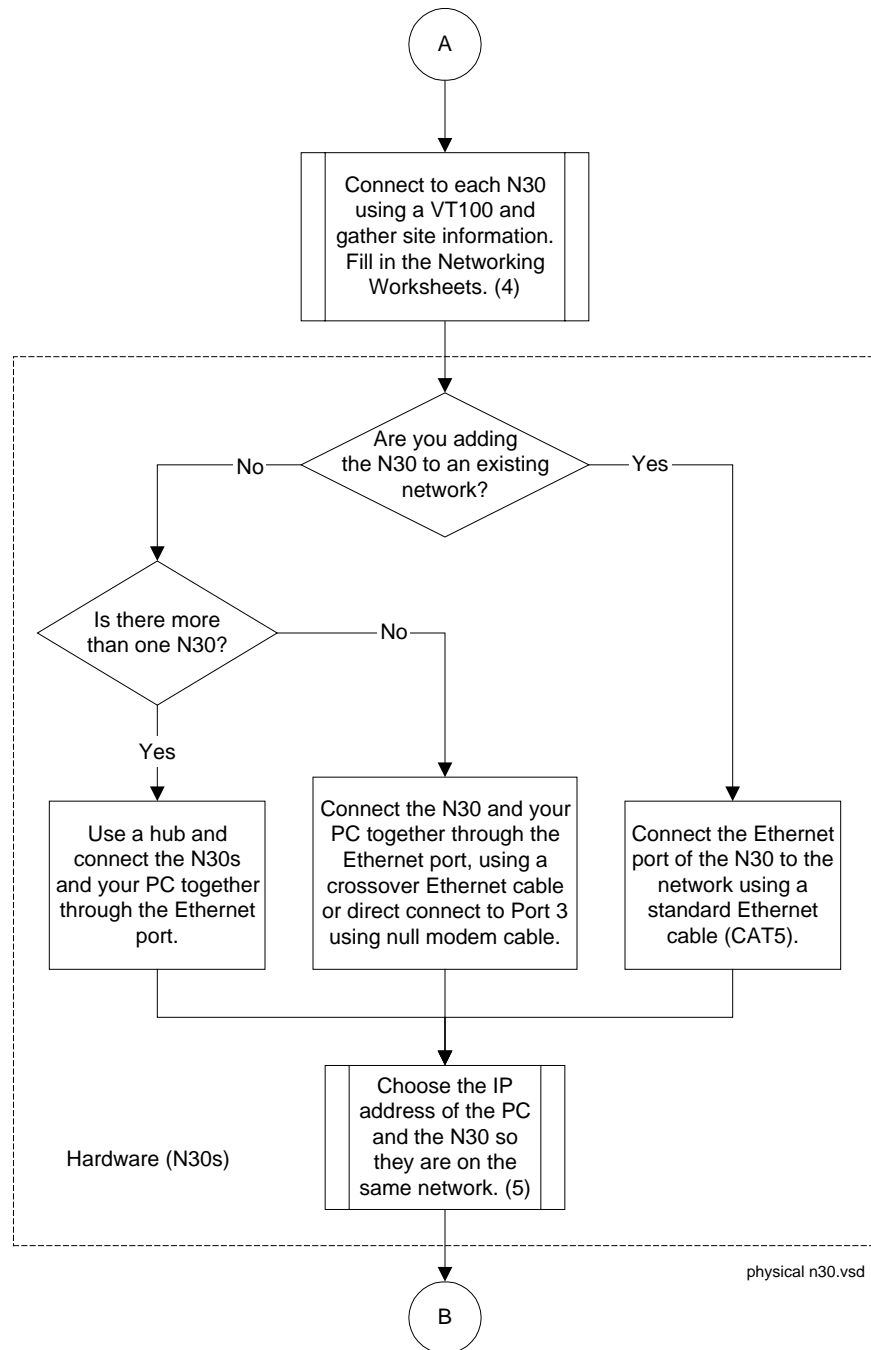 A
Connect to each N30
using a VT100 and
gather site information.
Fill in the Networking
Worksheets. (4)
Are you adding
the N30 to an existing
network?
No
Yes
Is there more
than one N30?
No
Yes
Use a hub and
connect the N30s
and your PC together
through the Ethernet
port.
Connect the N30 and your
PC together through the
Ethernet port, using a
crossover Ethernet cable
or direct connect to Port 3
using null modem cable.
Connect the Ethernet
port of the N30 to the
network using a
standard Ethernet
cable (CAT5).
Choose the IP
address of the PC
and the N30 so
they are on the
same network. (5)
Hardware (N30s)
physical n30.vsd
B